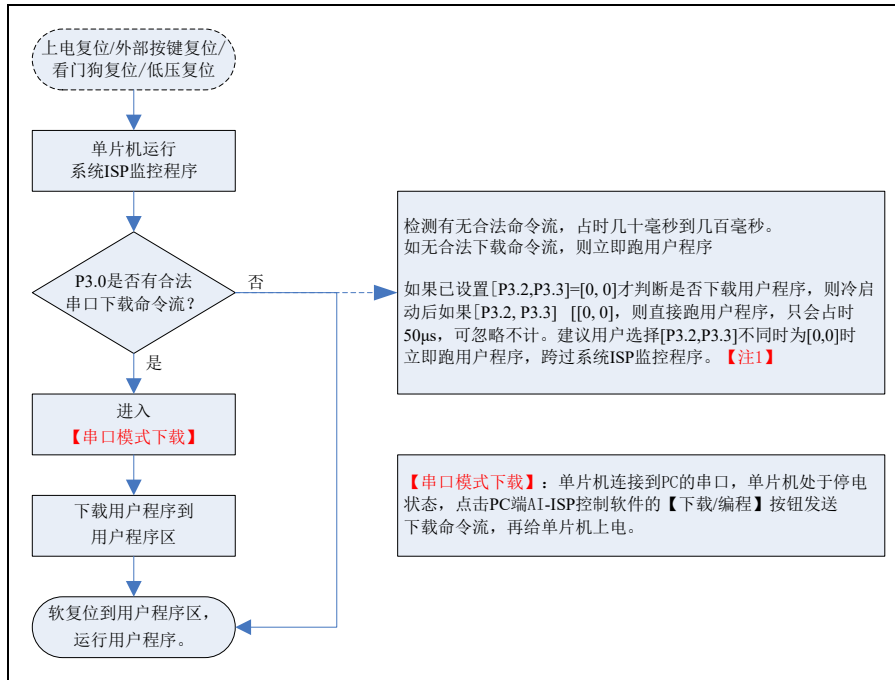 上电复位/外部按键复位/
看门狗复位/低压复位
单片机运行
系统ISP监控程序
P3.0是否有合法
串口下载命令流？
否
是
进入
【串口模式下载】
下载用户程序到
用户程序区
软复位到用户程序区，
运行用户程序。
检测有无合法命令流，占时几十毫秒到几百毫秒。
如无合法下载命令流，则立即跑用户程序
如果已设置[P3.2,P3.3]=[0, 0]才判断是否下载用户程序，则冷启
动后如果[P3.2, P3.3] [[0, 0]，则直接跑用户程序，只会占时
50μs，可忽略不计。建议用户选择[P3.2,P3.3]不同时为[0,0]时
立即跑用户程序，跨过系统ISP监控程序。【注1】
【串口模式下载】：单片机连接到PC的串口，单片机处于停电
状态，点击PC端AI-ISP控制软件的【下载/编程】按钮发送
下载命令流，再给单片机上电。